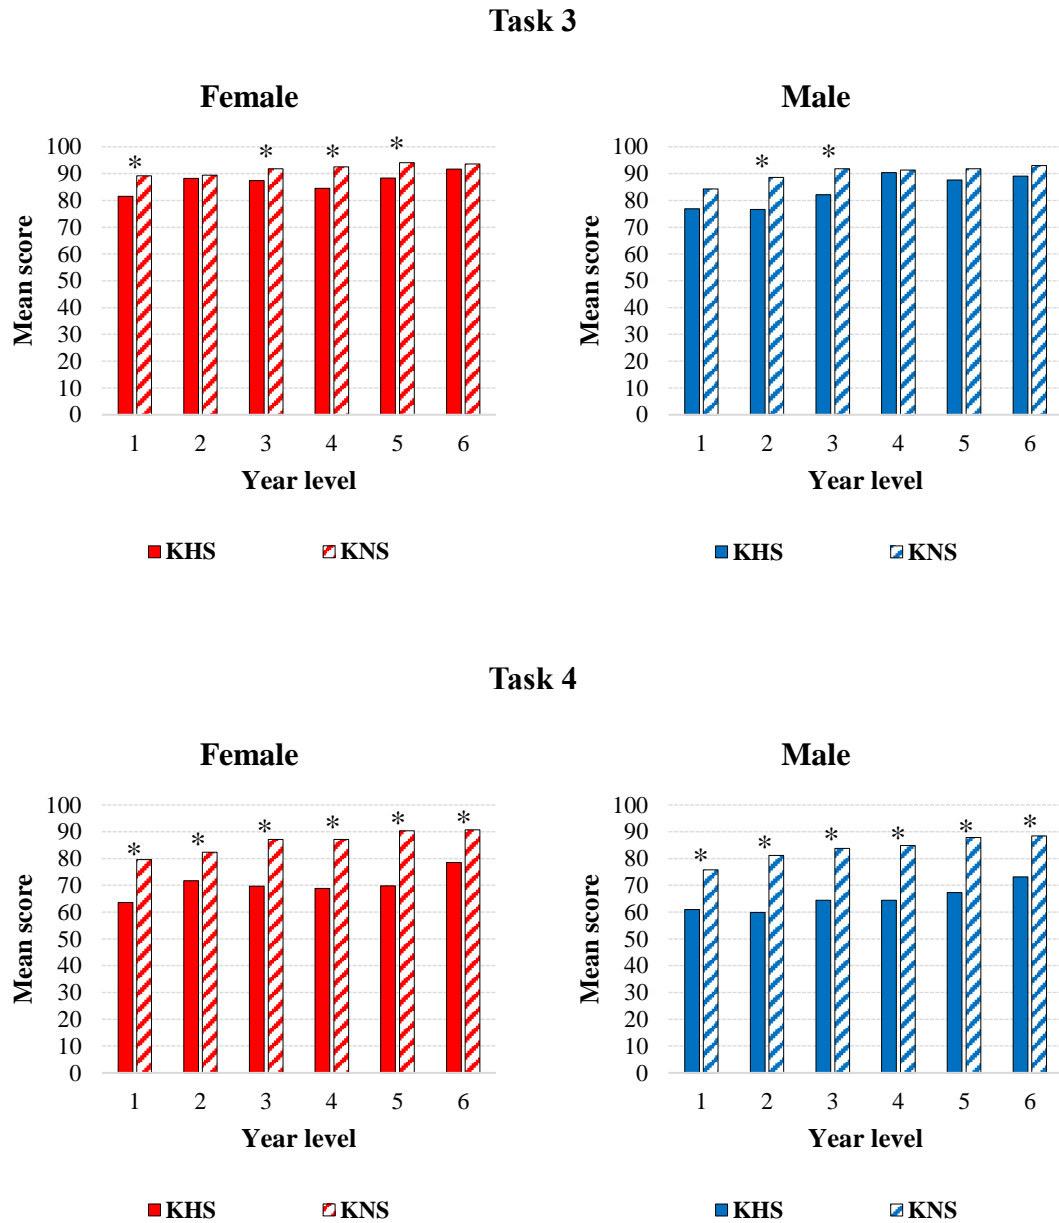 Task 3
Female
Mean score
100
90
80
70
60
50
40
30
20
10
0
* * * *
1 2 3 4 5 6
Year level
KHS KNS
Male
Mean score
100
90
80
70
60
50
40
30
20
10
0
* *
1 2 3 4 5 6
Year level
KHS KNS
Task 4
Female
Mean score
100
90
80
70
60
50
40
30
20
10
0
* * * * * *
1 2 3 4 5 6
Year level
KHS KNS
Male
Mean score
100
90
80
70
60
50
40
30
20
10
0
* * * * * *
1 2 3 4 5 6
Year level
KHS KNS